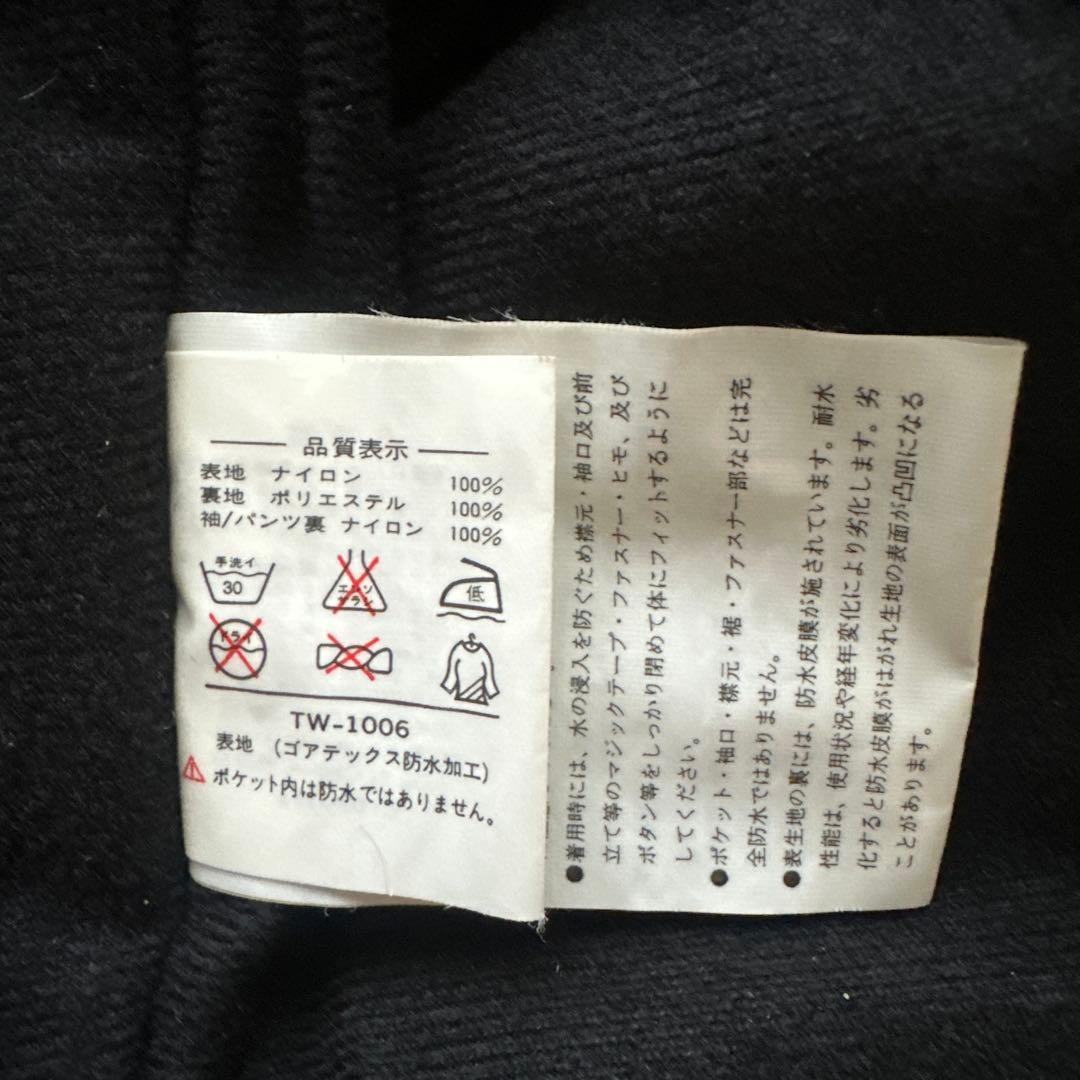 品質表示
表地 ナイロン 100%
裏地 ポリエステル 100%
袖/パンツ裏 ナイロン 100%
手洗イ
30
エンソ
サラシ
低
ドライ
TW-1006
表地 (ゴアテックス防水加工)
ポケット内は防水ではありません。
●着用時には、水の浸入を防ぐため襟元・袖口及び前
立て等のマジックテープ・ファスナー・ヒモ、及び
ボタン等をしっかり閉めて体にフィットするように
してください。
●ポケット・袖口・襟元・裾・ファスナー部などは完
全防水ではありません。
●表生地の裏には、防水皮膜が施されています。耐水
性能は、使用状況や経年変化により劣化します。劣
化すると防水皮膜がはがれ生地の表面が凸凹になる
ことがあります。